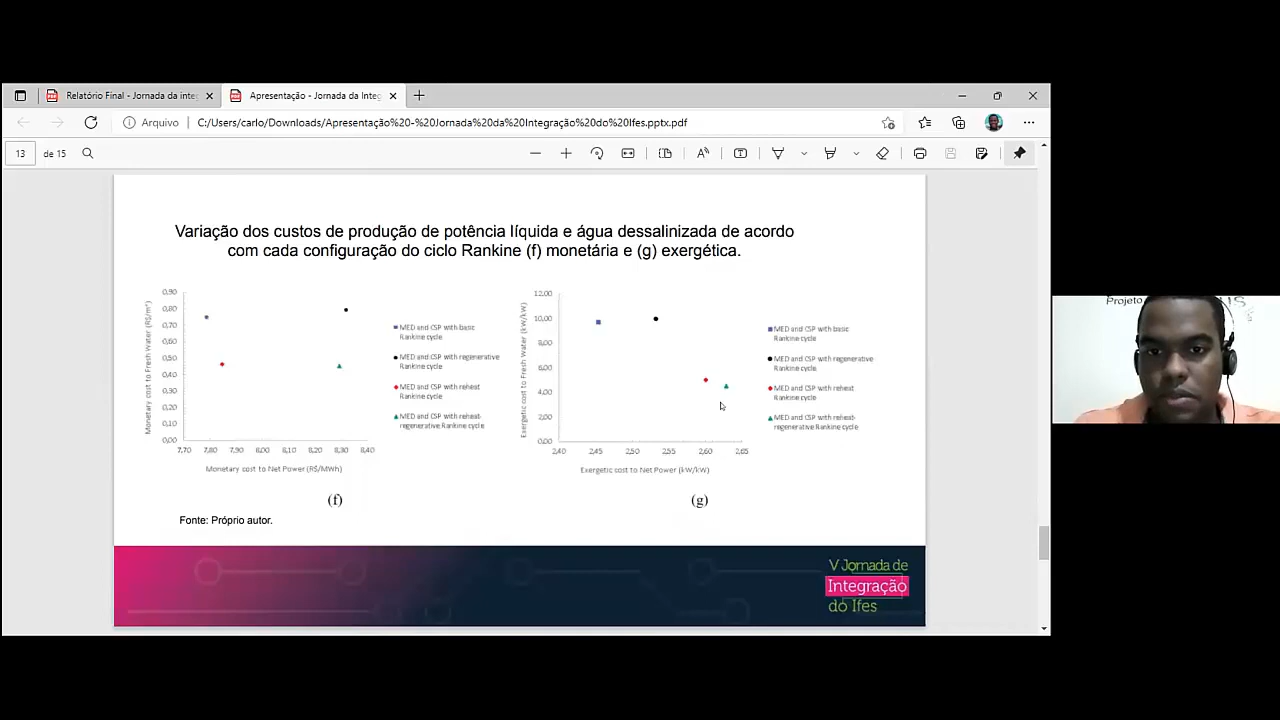 Relatório Final - Jornada da inte
Apresentação - Jornada da Integ
Arquivo
C:/Users/carlo/Downloads/Apresentação%20-%20Jornada%20da%20Integração%20do%20Ifes.pptx.pdf
13 de 15
Variação dos custos de produção de potência líquida e água dessalinizada de acordo
com cada configuração do ciclo Rankine (f) monetária e (g) exergética.
Monetary cost to Fresh Water (R$/m³)
0,90
0,80
0,70
0,60
0,50
0,40
0,30
0,20
0,10
0,00
7,70 7,80 7,90 8,00 8,10 8,20 8,30 8,40
Monetary cost to Net Power (R$/MWh)
MED and CSP with basic
Rankine cycle
MED and CSP with regenerative
Rankine cycle
MED and CSP with reheat
Rankine cycle
MED and CSP with reheat-
regenerative Rankine cycle
(f)
Exergetic cost to Fresh Water (kW/kW)
12,00
10,00
8,00
6,00
4,00
2,00
0,00
2,40 2,45 2,50 2,55 2,60 2,65
Exergetic cost to Net Power (kW/kW)
MED and CSP with basic
Rankine cycle
MED and CSP with regenerative
Rankine cycle
MED and CSP with reheat
Rankine cycle
MED and CSP with reheat-
regenerative Rankine cycle
(g)
Fonte: Próprio autor.
V Jornada de
Integração
do Ifes
Projeto